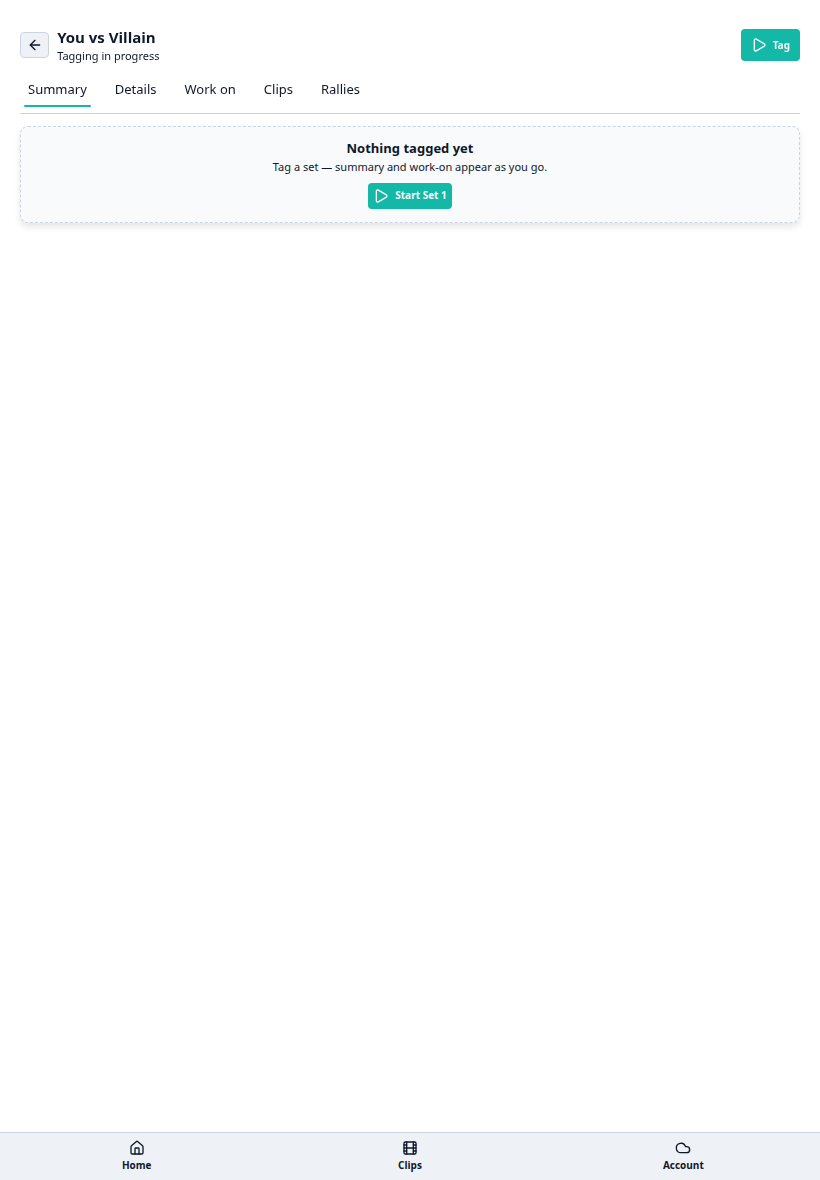 You vs Villain
Tagging in progress
Tag
Summary
Details
Work on
Clips
Rallies
Nothing tagged yet
Tag a set — summary and work-on appear as you go.
Start Set 1
Home
Clips
Account